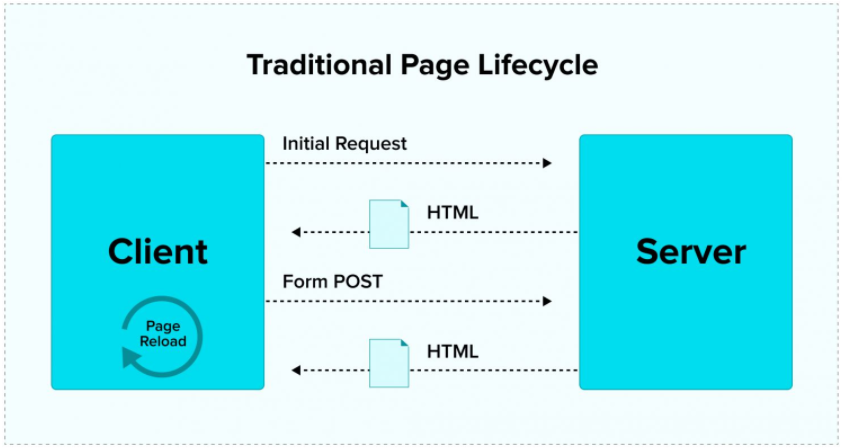 Traditional Page Lifecycle
Initial Request
HTML
Client
Server
Form POST
Page
Reload
HTML